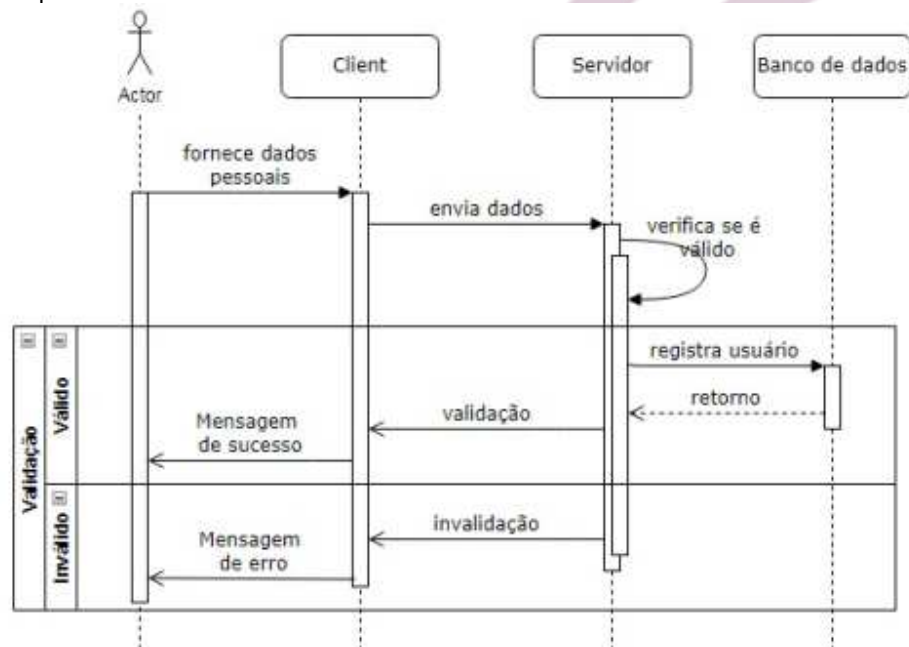 Actor
Client
Servidor
Banco de dados
fornece dados
pessoais
envia dados
verifica se é
válido
Validação
Válido
registra usuário
retorno
validação
Mensagem
de sucesso
Inválido
invalidação
Mensagem
de erro